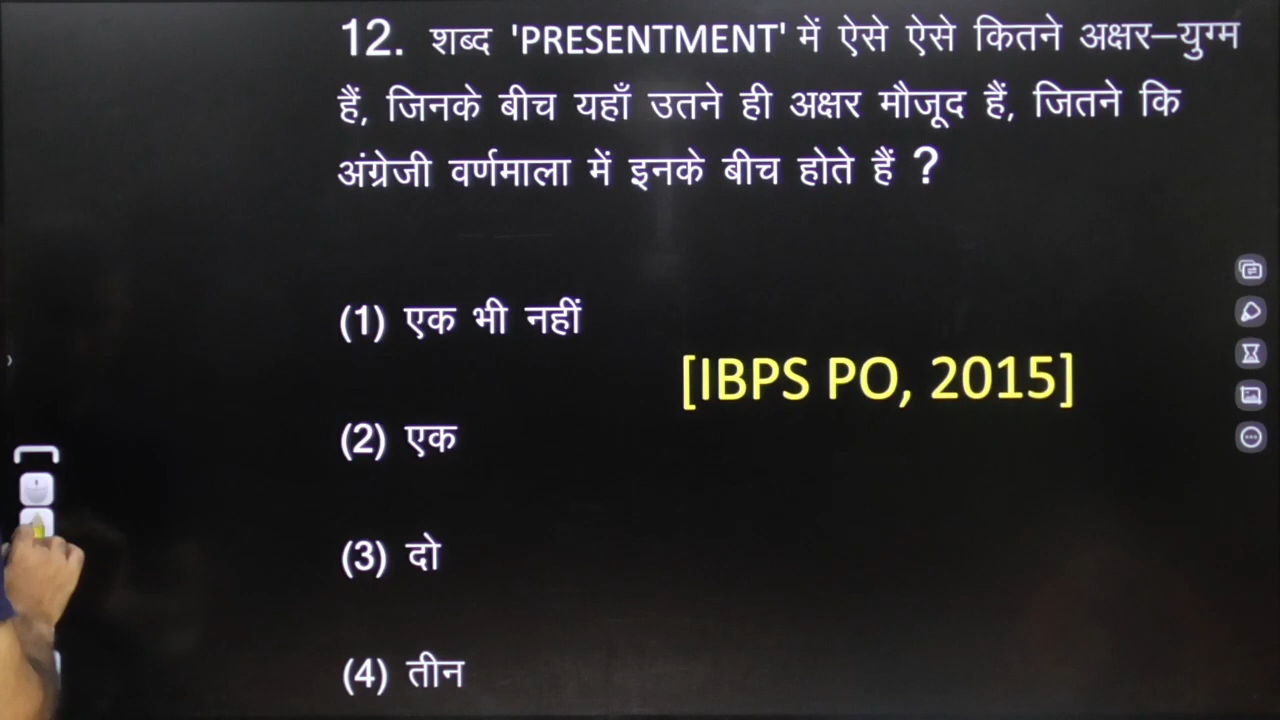 12. शब्द 'PRESENTMENT' में ऐसे ऐसे कितने अक्षर–युग्म
हैं, जिनके बीच यहाँ उतने ही अक्षर मौजूद हैं, जितने कि
अंग्रेजी वर्णमाला में इनके बीच होते हैं ?
(1) एक भी नहीं
[IBPS PO, 2015]
(2) एक
(3) दो
(4) तीन